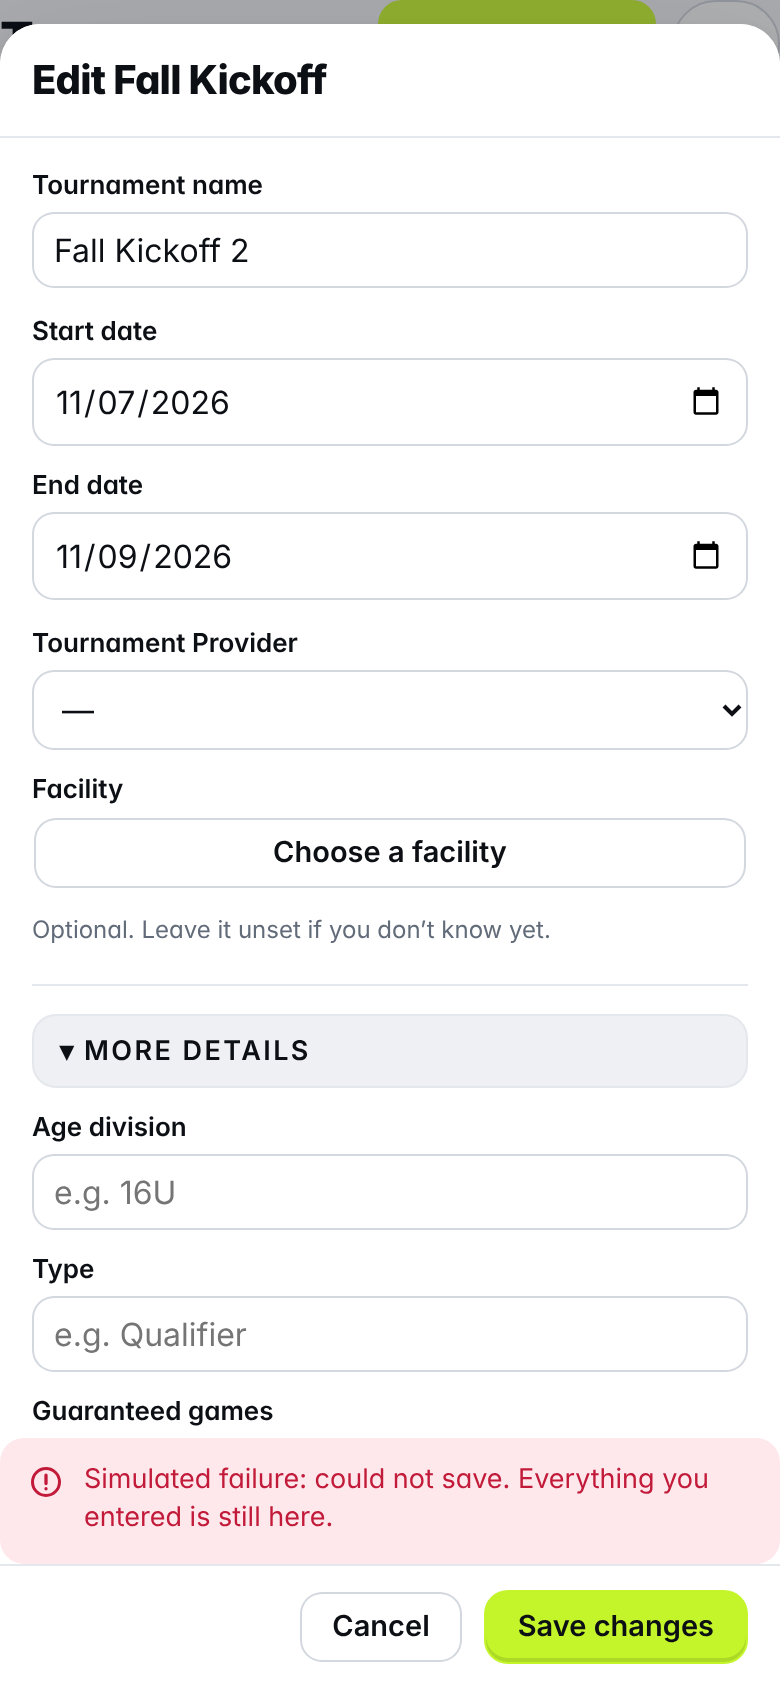 Edit Fall Kickoff
Tournament name
Fall Kickoff 2
Start date
11/07/2026
End date
11/09/2026
Tournament Provider
—
Facility
Choose a facility
Optional. Leave it unset if you don’t know yet.
▼ MORE DETAILS
Age division
e.g. 16U
Type
e.g. Qualifier
Guaranteed games
Simulated failure: could not save. Everything you
entered is still here.
Cancel
Save changes